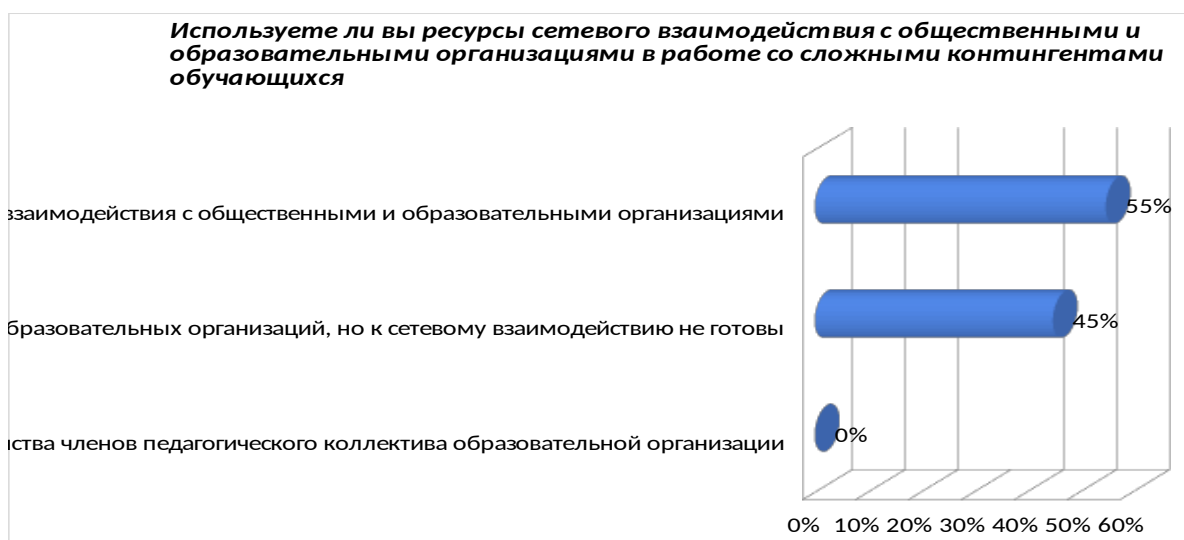 Используете ли вы ресурсы сетевого взаимодействия с общественными и
образовательными организациями в работе со сложными контингентами
обучающихся
взаимодействия с общественными и образовательными организациями
55%
бразовательных организаций, но к сетевому взаимодействию не готовы
45%
ства членов педагогического коллектива образовательной организации
0%
0% 10% 20% 30% 40% 50% 60%